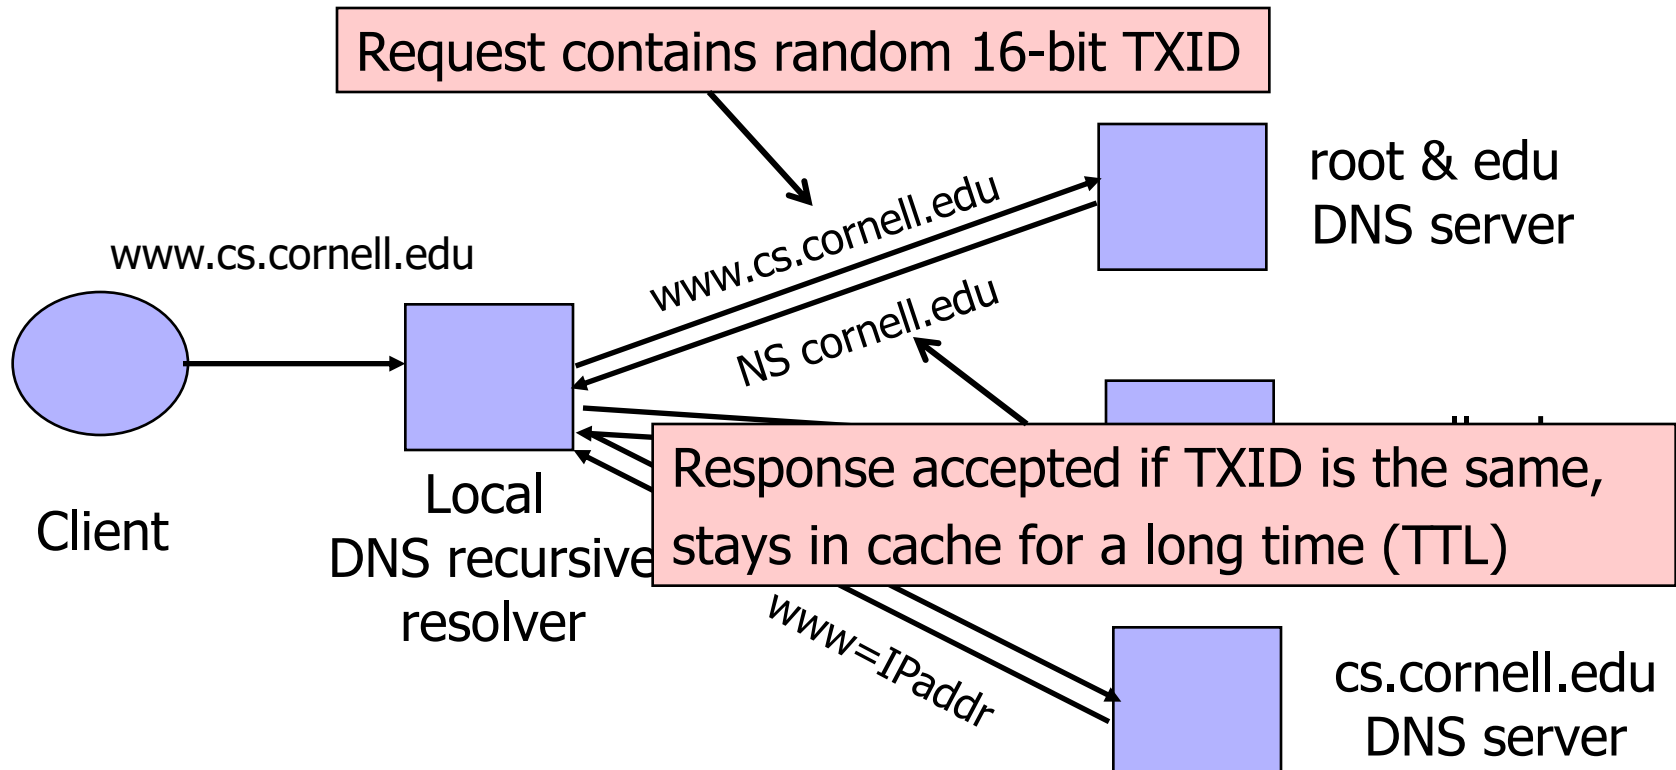 Request contains random 16-bit TXID
root & edu
DNS server
www.cs.cornell.edu
www.cs.cornell.edu
NS cornell.edu
Response accepted if TXID is the same,
stays in cache for a long time (TTL)
Client
Local
DNS recursive
resolver
www=IPaddr
cs.cornell.edu
DNS server